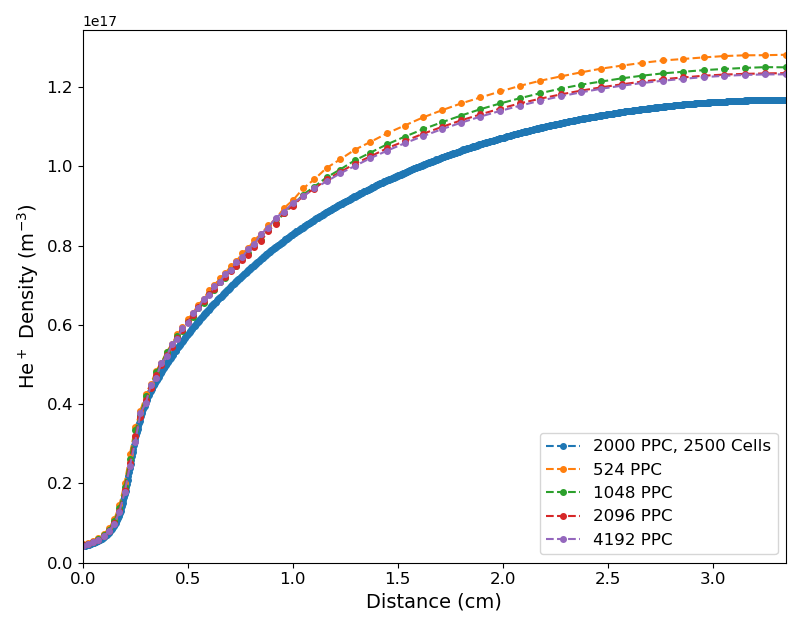 1e17
He⁺ Density (m⁻³)
1.2
1.0
0.8
0.6
0.4
0.2
0.0
0.0 0.5 1.0 1.5 2.0 2.5 3.0
Distance (cm)
2000 PPC, 2500 Cells
524 PPC
1048 PPC
2096 PPC
4192 PPC